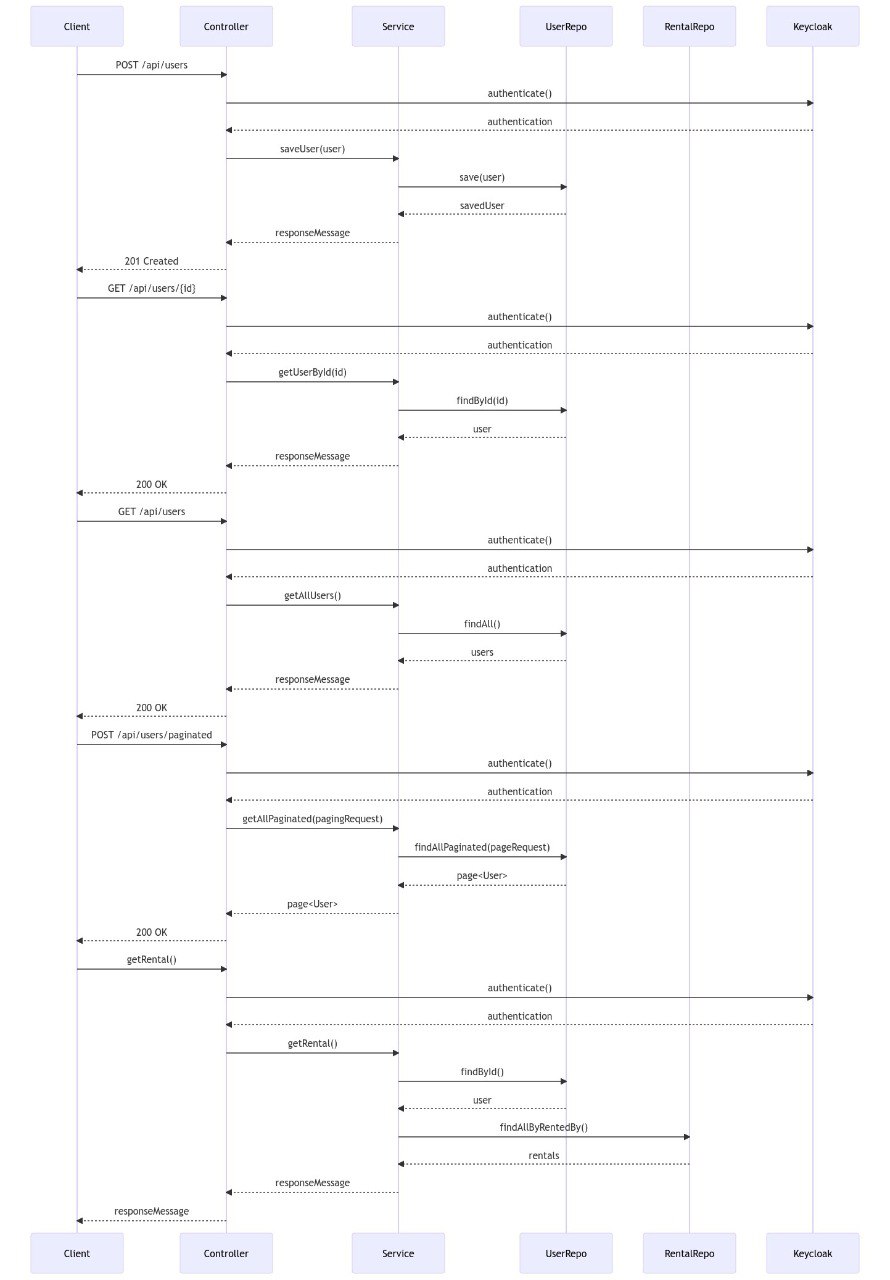 Client Controller Service UserRepo RentalRepo Keycloak
POST /api/users
authenticate()
authentication
saveUser(user)
save(user)
savedUser
responseMessage
201 Created
GET /api/users/{id}
authenticate()
authentication
getUserById(id)
findById(id)
user
responseMessage
200 OK
GET /api/users
authenticate()
authentication
getAllUsers()
findAll()
users
responseMessage
200 OK
POST /api/users/paginated
authenticate()
authentication
getAllPaginated(pagingRequest)
findAllPaginated(pageRequest)
page<User>
page<User>
200 OK
getRental()
authenticate()
authentication
getRental()
findById()
user
findAllByRentedBy()
rentals
responseMessage
responseMessage
Client Controller Service UserRepo RentalRepo Keycloak